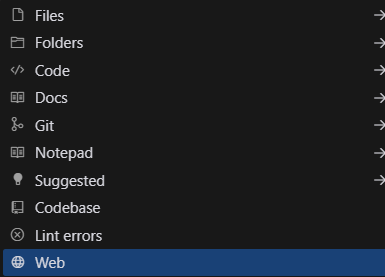 Files
Folders
Code
Docs
Git
Notepad
Suggested
Codebase
Lint errors
Web